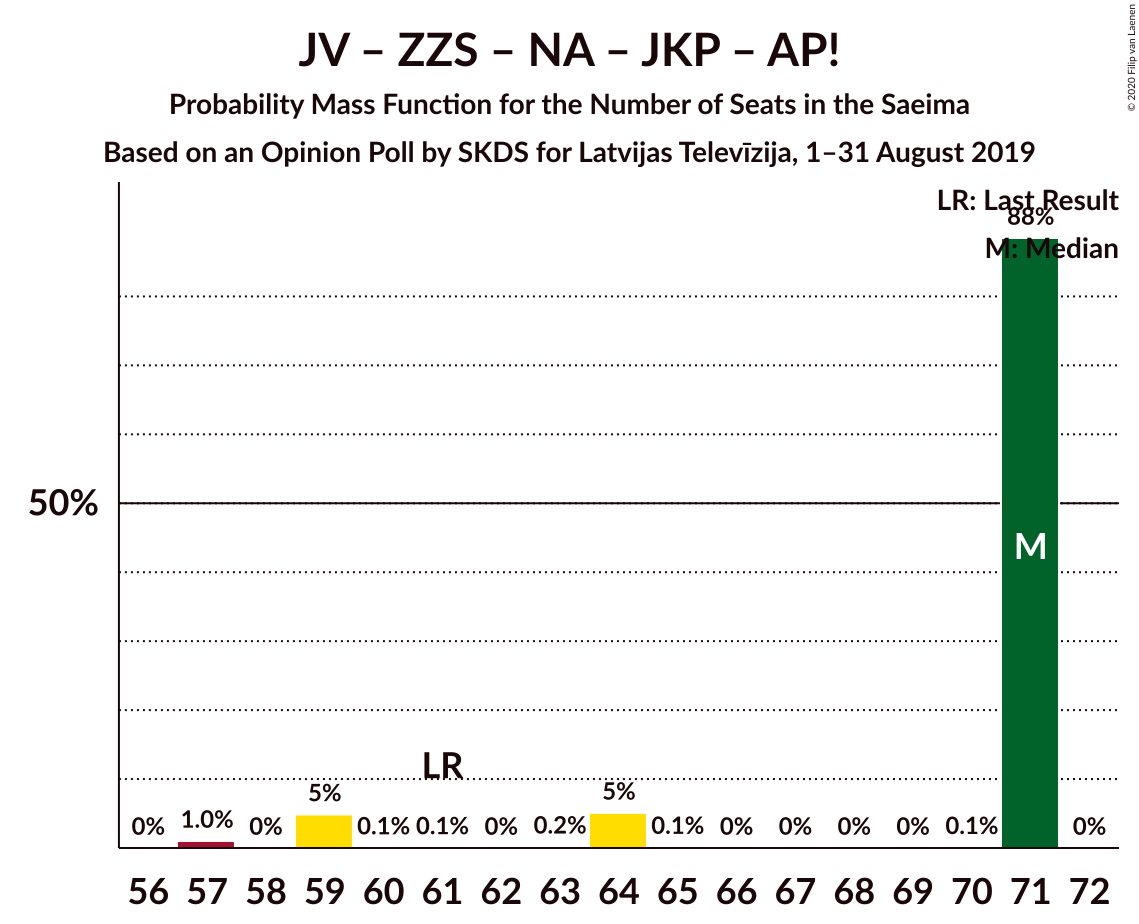 JV – ZZS – NA – JKP – AP!
Probability Mass Function for the Number of Seats in the Saeima
Based on an Opinion Poll by SKDS for Latvijas Televīzija, 1–31 August 2019
© 2020 Filip van Laenen
LR: Last Result
88%
M: Median
50%
M
LR
0% 1.0% 0% 5% 0.1% 0.1% 0% 0.2% 5% 0.1% 0% 0% 0% 0% 0.1% 0%
56 57 58 59 60 61 62 63 64 65 66 67 68 69 70 71 72